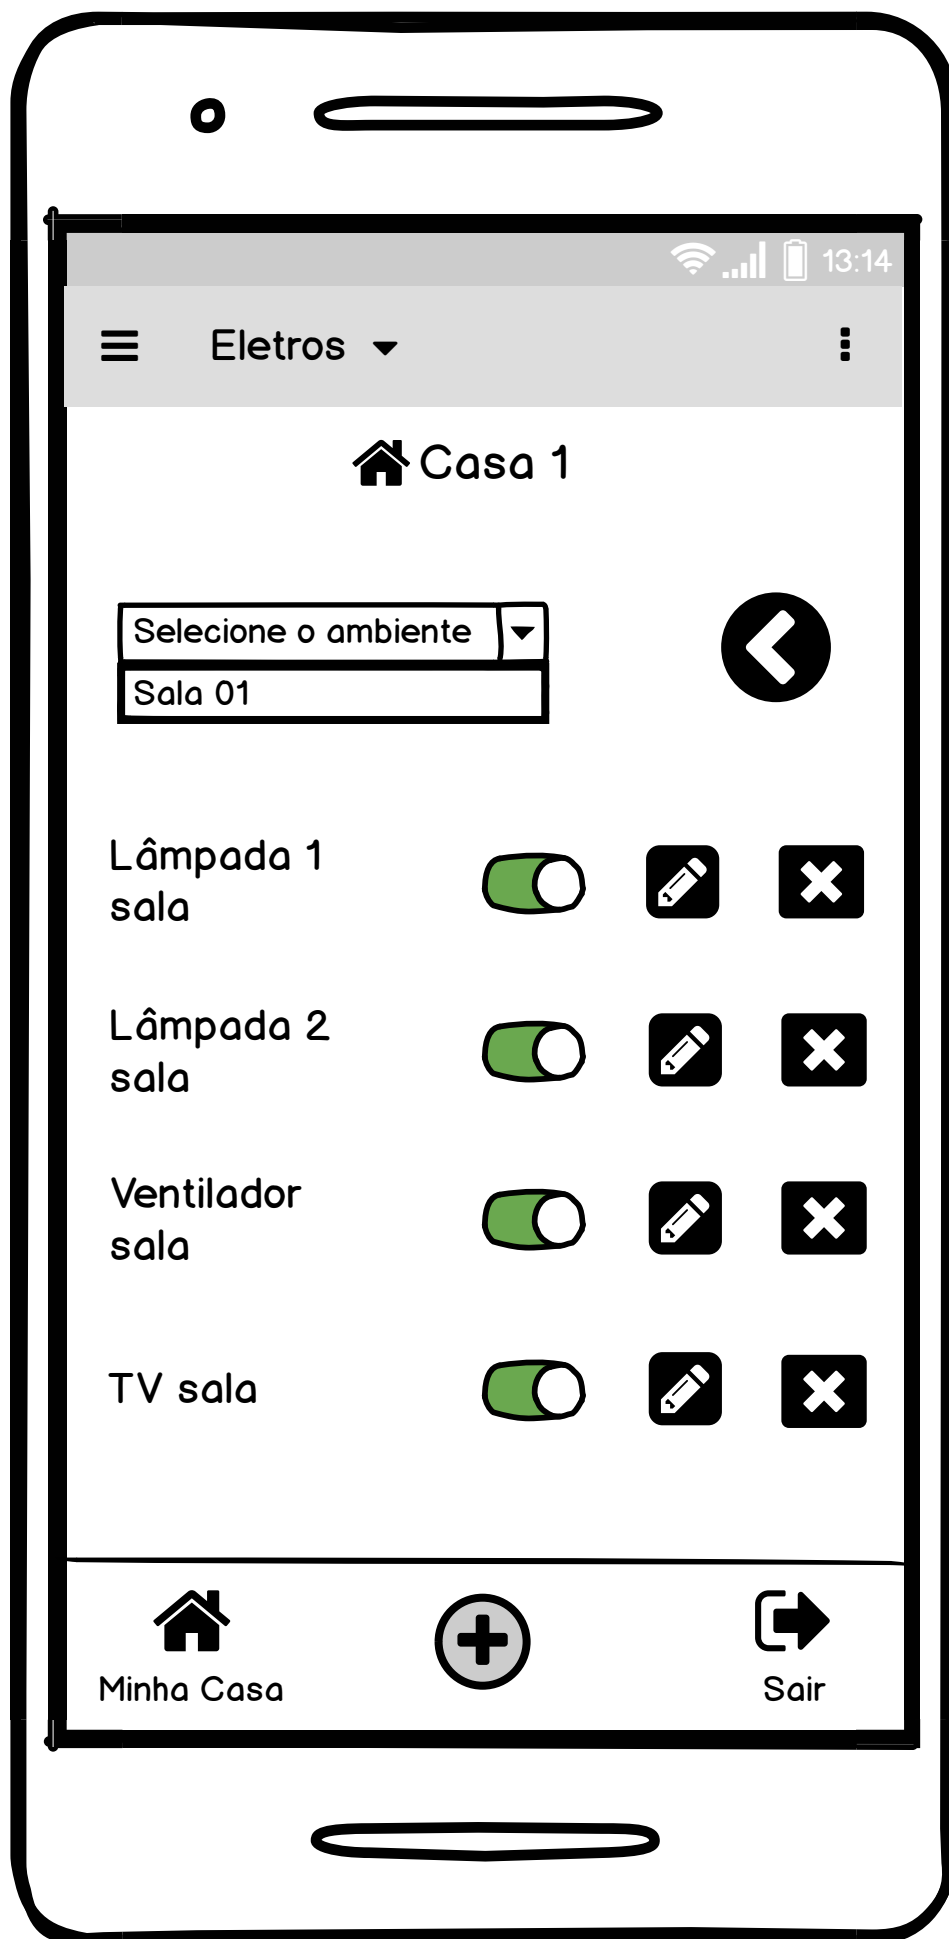 13:14
Eletros
Casa 1
Selecione o ambiente
Sala 01
Lâmpada 1
sala
Lâmpada 2
sala
Ventilador
sala
TV sala
Minha Casa
Sair